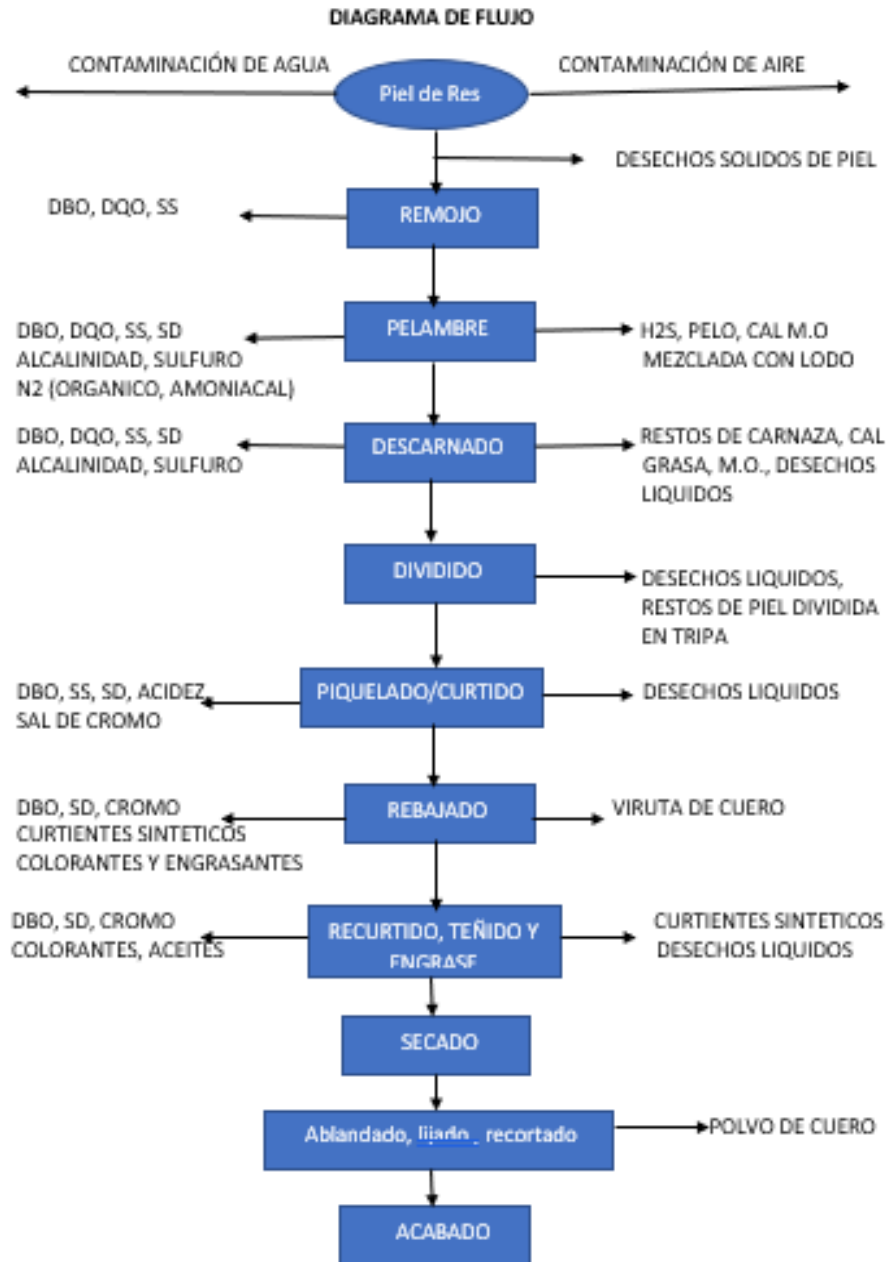 DIAGRAMA DE FLUJO
CONTAMINACIÓN DE AGUA
Piel de Res
CONTAMINACIÓN DE AIRE
DESECHOS SOLIDOS DE PIEL
DBO, DQO, SS
REMOJO
DBO, DQO, SS, SD
ALCALINIDAD, SULFURO
N2 (ORGANICO, AMONIACAL)
PELAMBRE
H2S, PELO, CAL M.O
MEZCLADA CON LODO
DBO, DQO, SS, SD
ALCALINIDAD, SULFURO
DESCARNADO
RESTOS DE CARNAZA, CAL
GRASA, M.O., DESECHOS
LIQUIDOS
DIVIDIDO
DESECHOS LIQUIDOS,
RESTOS DE PIEL DIVIDIDA
EN TRIPA
DBO, SS, SD, ACIDEZ
SAL DE CROMO
PIQUELADO/CURTIDO
DESECHOS LIQUIDOS
DBO, SD, CROMO
CURTIENTES SINTETICOS
COLORANTES Y ENGRASANTES
REBAJADO
VIRUTA DE CUERO
DBO, SD, CROMO
COLORANTES, ACEITES
RECURTIDO, TEÑIDO Y
ENGRASE
CURTIENTES SINTETICOS
DESECHOS LIQUIDOS
SECADO
Ablandado, lijado , recortado
POLVO DE CUERO
ACABADO